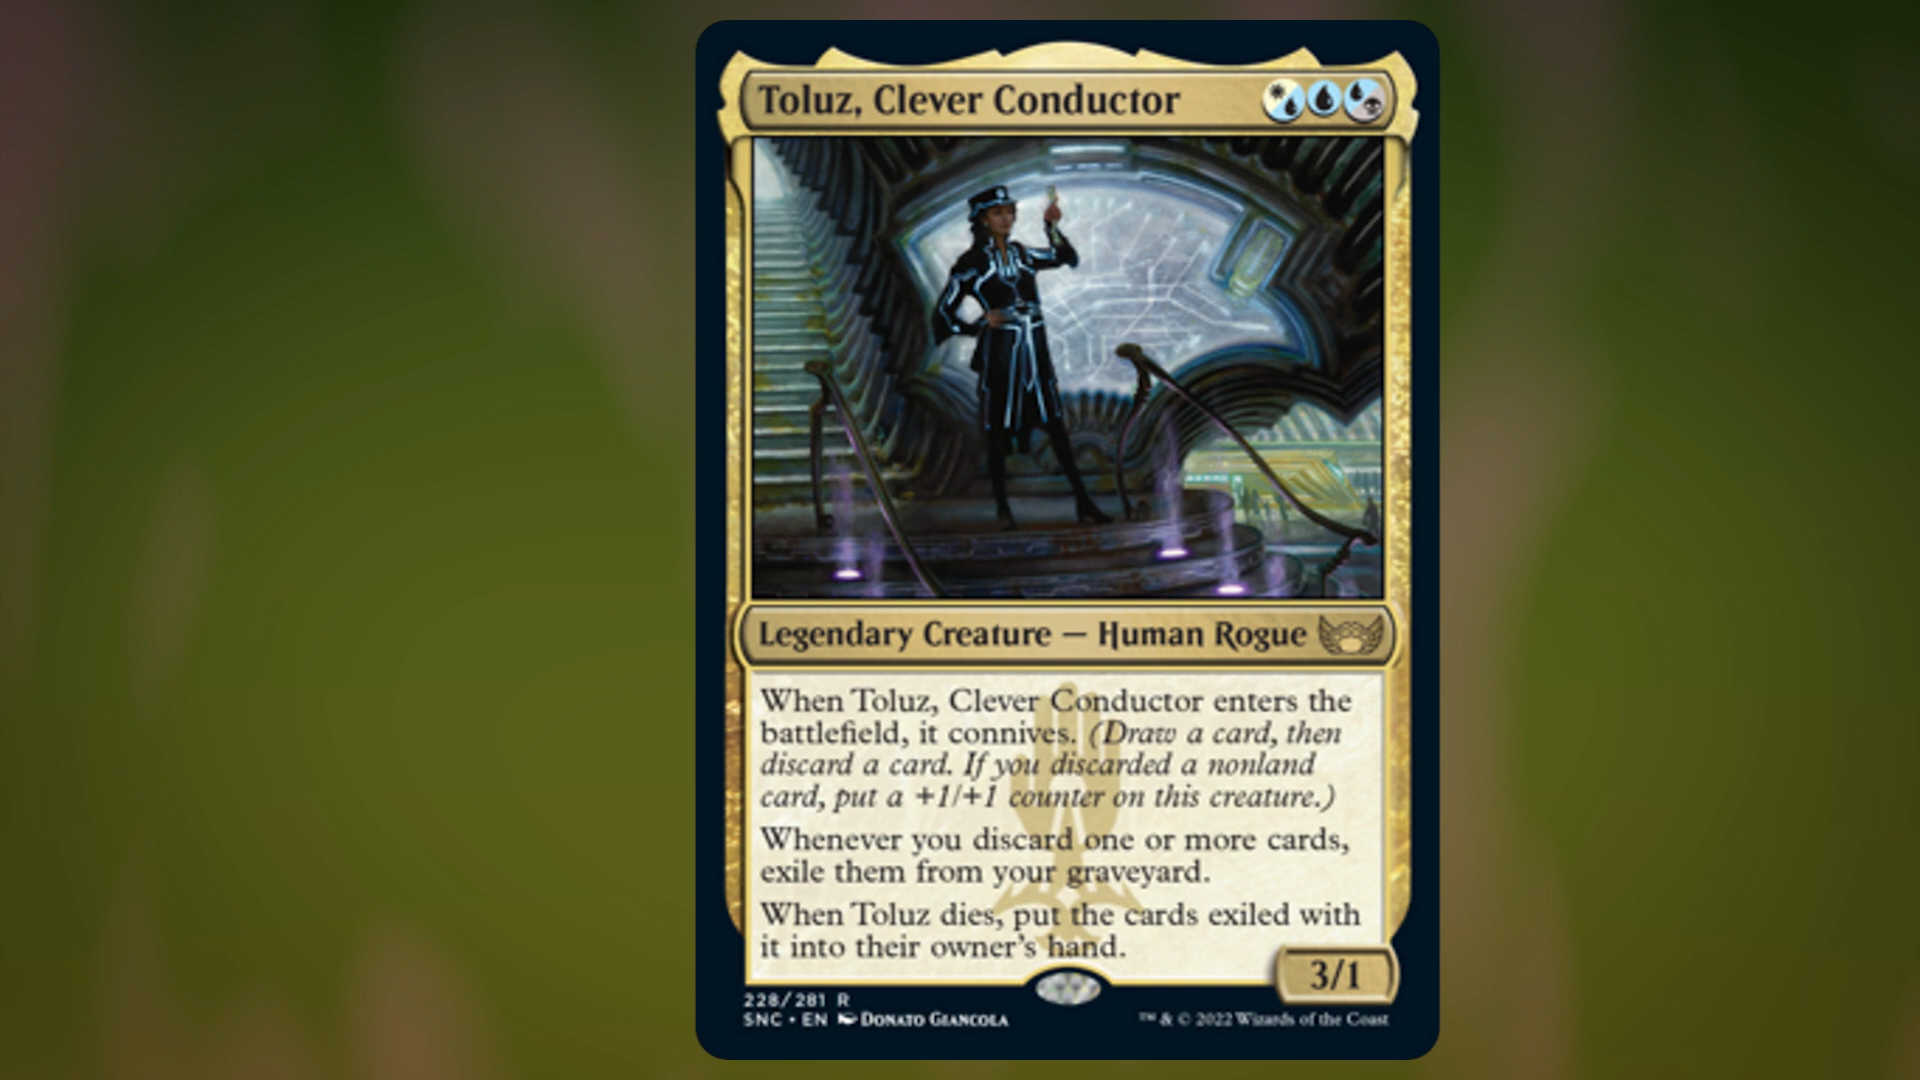 Toluz, Clever Conductor
Legendary Creature — Human Rogue
When Toluz, Clever Conductor enters the
battlefield, it connives. (Draw a card, then
discard a card. If you discarded a nonland
card, put a +1/+1 counter on this creature.)
Whenever you discard one or more cards,
exile them from your graveyard.
When Toluz dies, put the cards exiled with
it into their owner's hand.
3/1
228/281 R
SNC • EN Donato Giancola
™ & © 2022 Wizards of the Coast